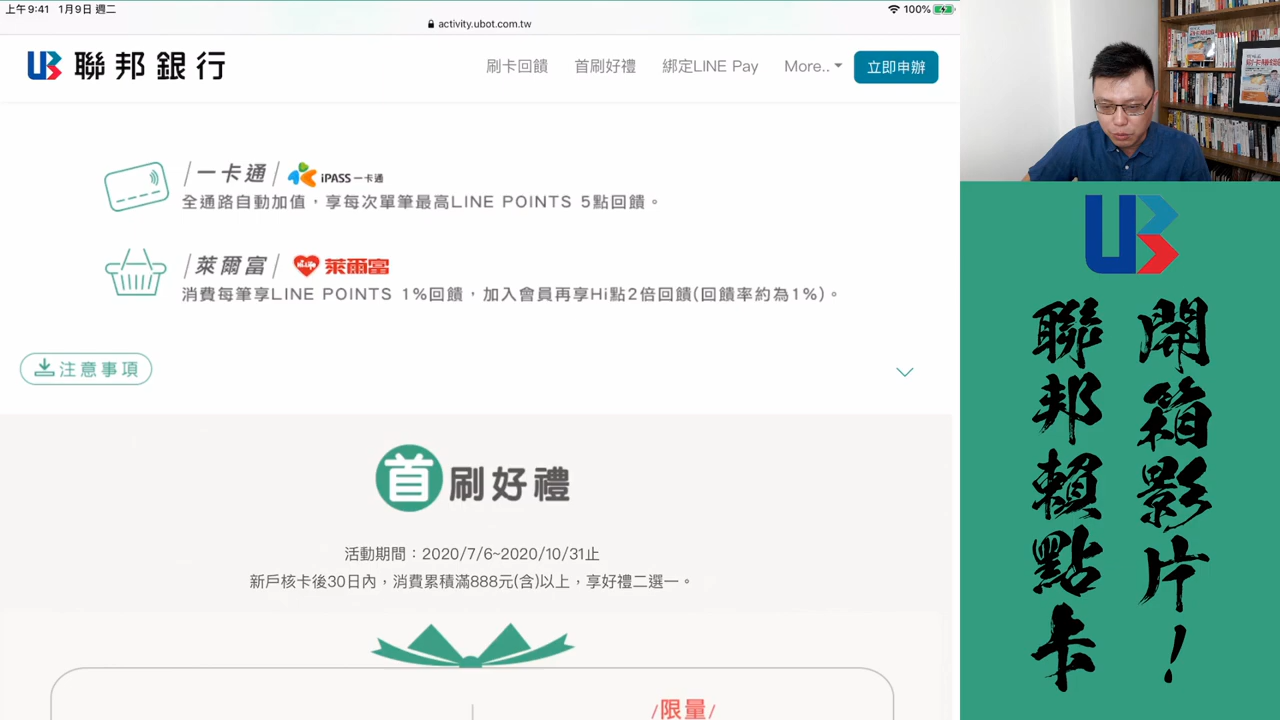 上午9:41 1月9日 週二
100%
activity.ubot.com.tw
聯邦銀行
刷卡回饋
首刷好禮
綁定LINE Pay
More..
立即申辦
/一卡通/ iPASS 一卡通
全通路自動加值，享每次單筆最高LINE POINTS 5點回饋。
/萊爾富/ Hi-Life 萊爾富
消費每筆享LINE POINTS 1%回饋，加入會員再享Hi點2倍回饋(回饋率約為1%)。
注意事項
首刷好禮
活動期間：2020/7/6~2020/10/31止
新戶核卡後30日內，消費累積滿888元(含)以上，享好禮二選一。
/限量/
開箱影片！
聯邦賴點卡